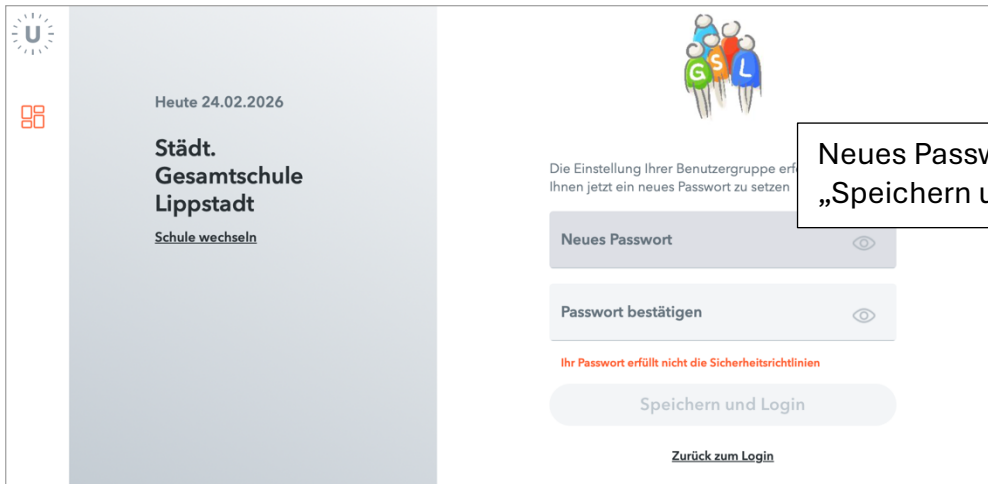 U
Heute 24.02.2026
Städt.
Gesamtschule
Lippstadt
Schule wechseln
GSL
Die Einstellung Ihrer Benutzergruppe
Ihnen jetzt ein neues Passwort zu setzen
Neues
„Speichern
Neues Passwort
Passwort bestätigen
Ihr Passwort erfüllt nicht die Sicherheitsrichtlinien
Speichern und Login
Zurück zum Login